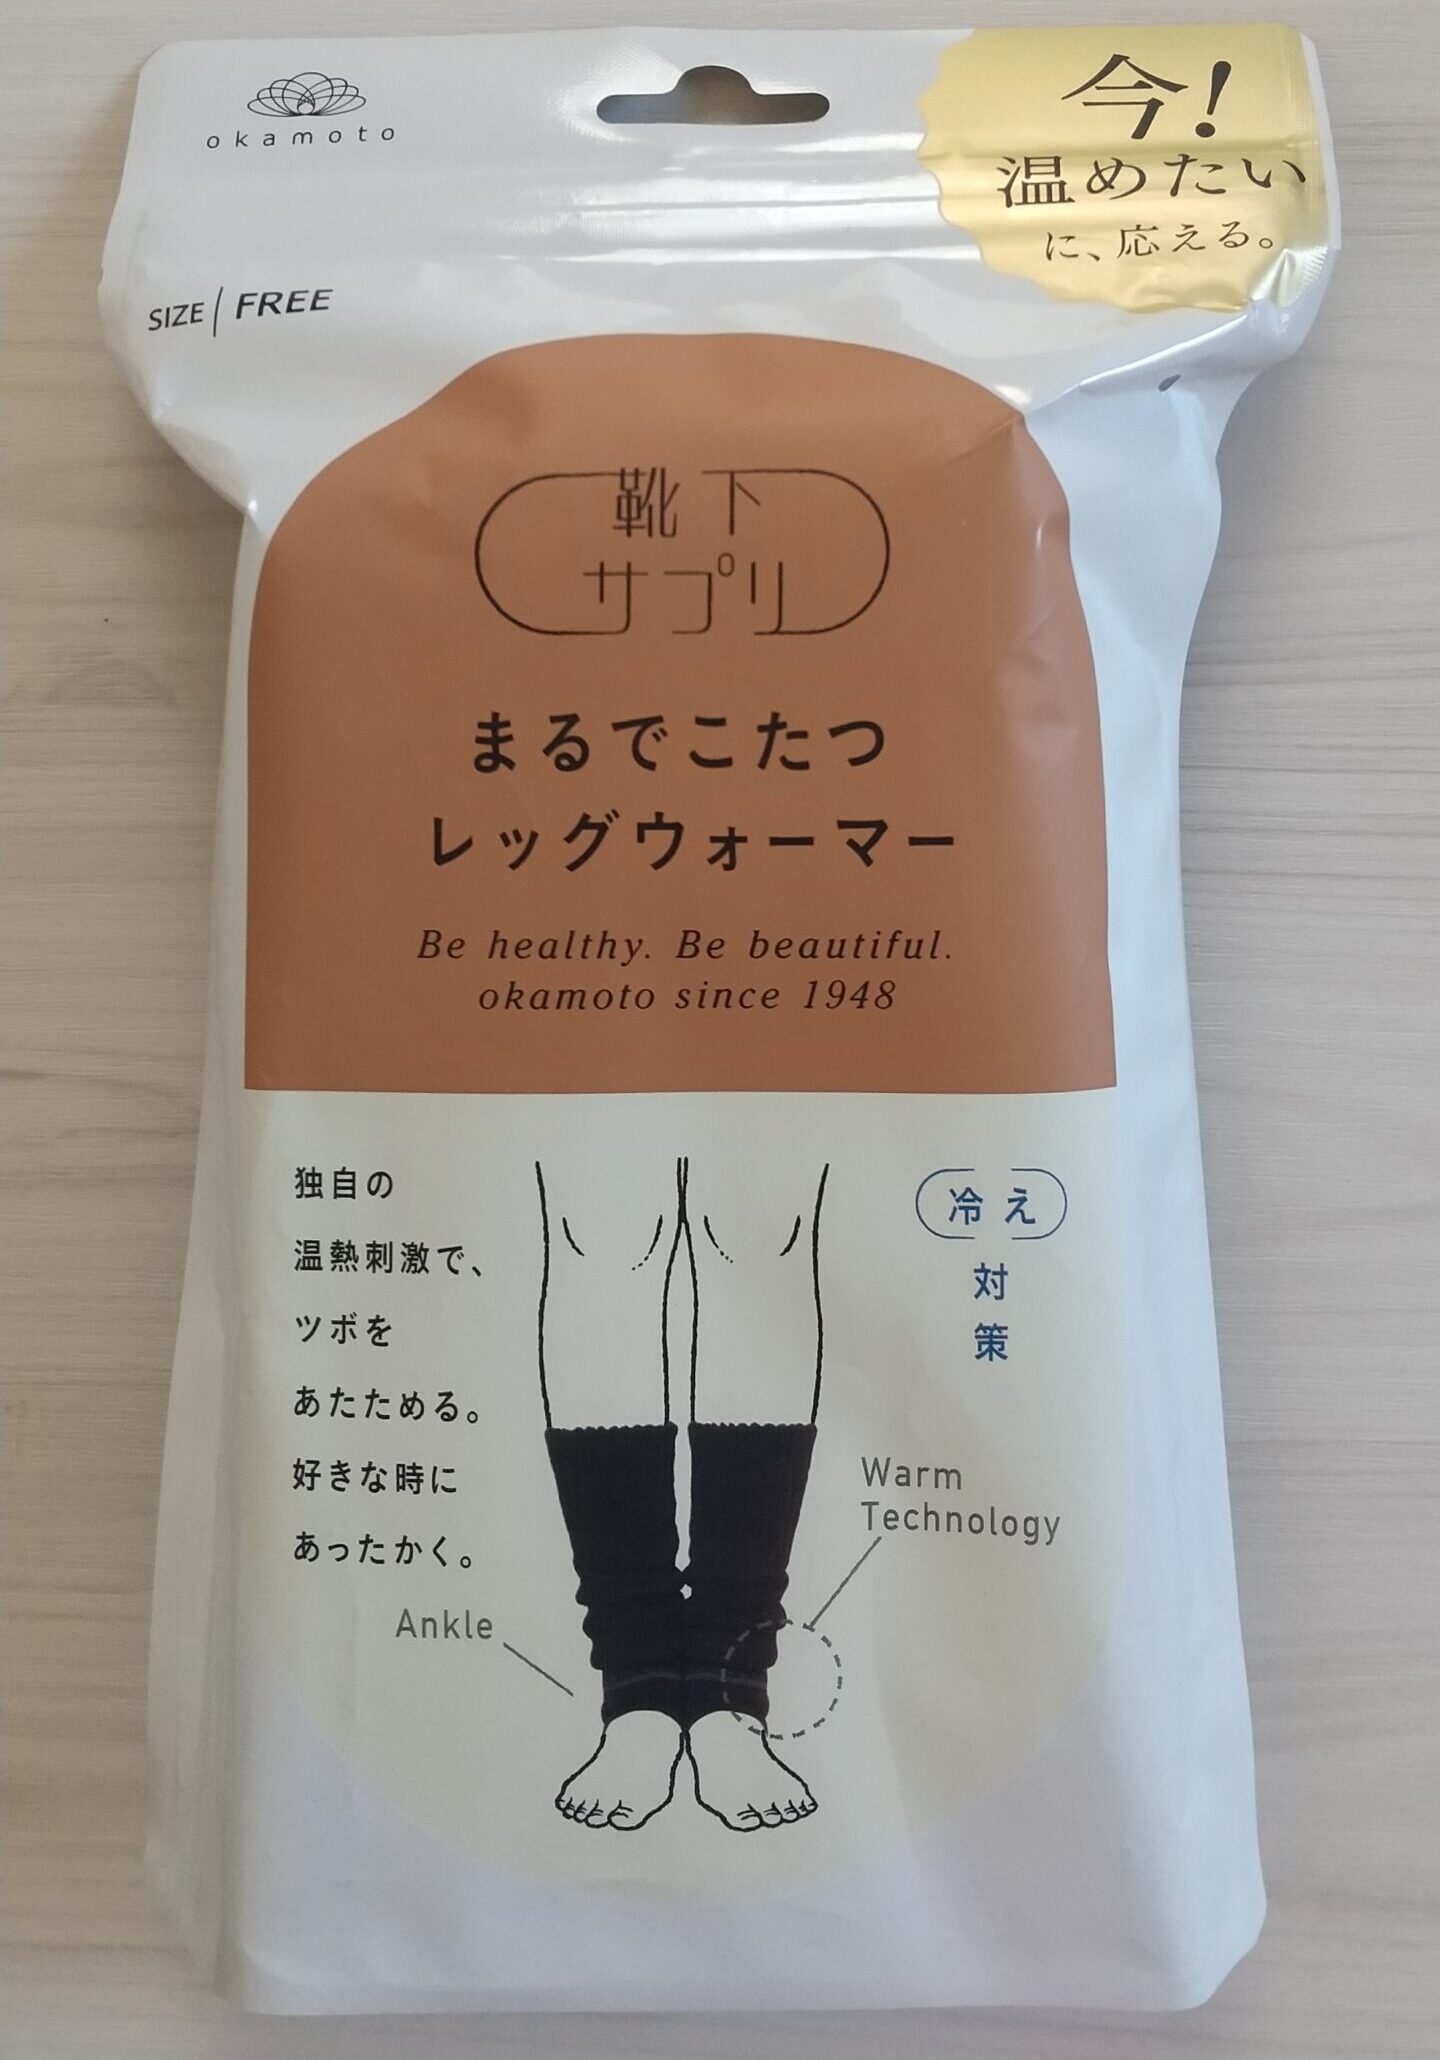 okamoto
今!
温めたい
に、応える。
SIZE | FREE
靴下
サプリ
まるでこたつ
レッグウォーマー
Be healthy. Be beautiful.
okamoto since 1948
独自の
温熱刺激で、
ツボを
あたためる。
好きな時に
あったかく。
冷え
対
策
Warm
Technology
Ankle